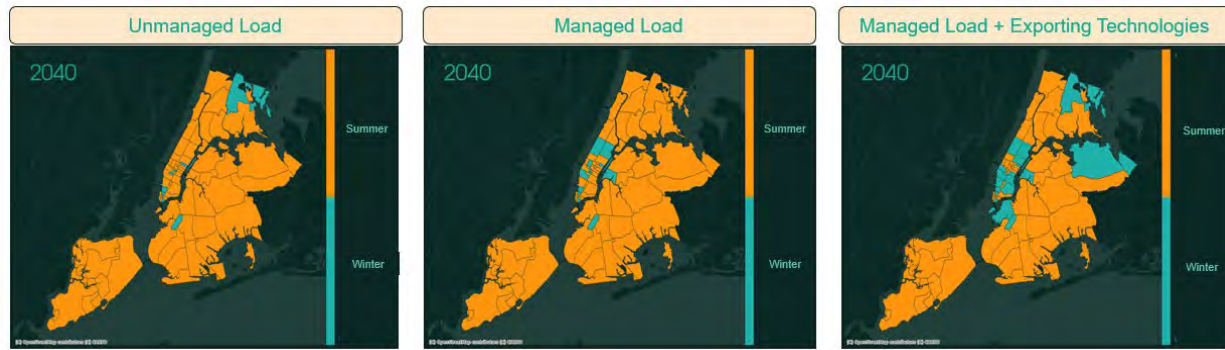 Unmanaged Load
Managed Load
Managed Load + Exporting Technologies
2040
Summer
Winter
2040
Summer
Winter
2040
Summer
Winter